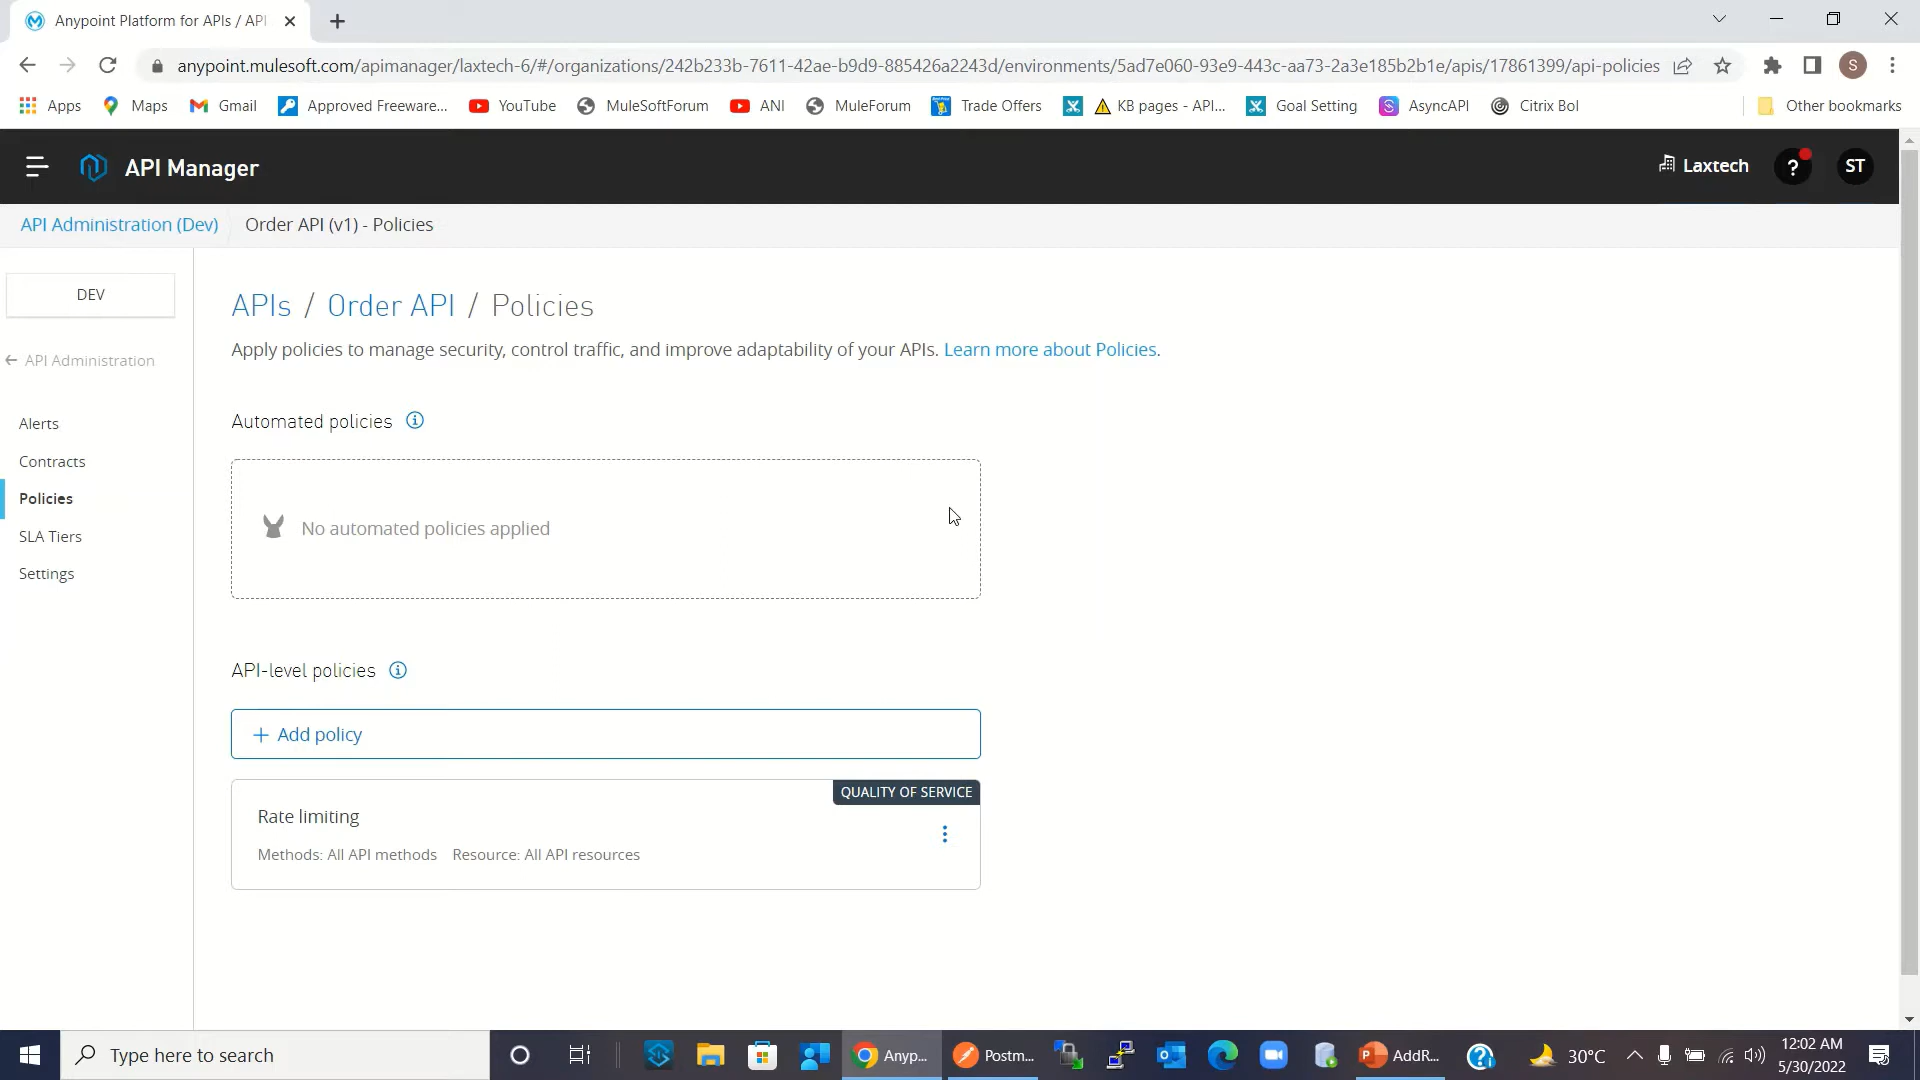 Anypoint Platform for APIs / API
anypoint.mulesoft.com/apimanager/laxtech-6/#/organizations/242b233b-7611-42ae-b9d9-885426a2243d/environments/5ad7e060-93e9-443c-aa73-2a3e185b2b1e/apis/17861399/api-policies
S
Apps Maps Gmail Approved Freeware... YouTube MuleSoftForum ANI MuleForum Trade Offers KB pages - API... Goal Setting AsyncAPI Citrix Bol Other bookmarks
API Manager Laxtech ? ST
API Administration (Dev) Order API (v1) - Policies
DEV
API Administration
Alerts
Contracts
Policies
SLA Tiers
Settings
APIs / Order API / Policies
Apply policies to manage security, control traffic, and improve adaptability of your APIs. Learn more about Policies.
Automated policies
No automated policies applied
API-level policies
+ Add policy
QUALITY OF SERVICE
Rate limiting
Methods: All API methods Resource: All API resources
Type here to search
Anyp...
Postm...
AddR...
30°C
12:02 AM
5/30/2022